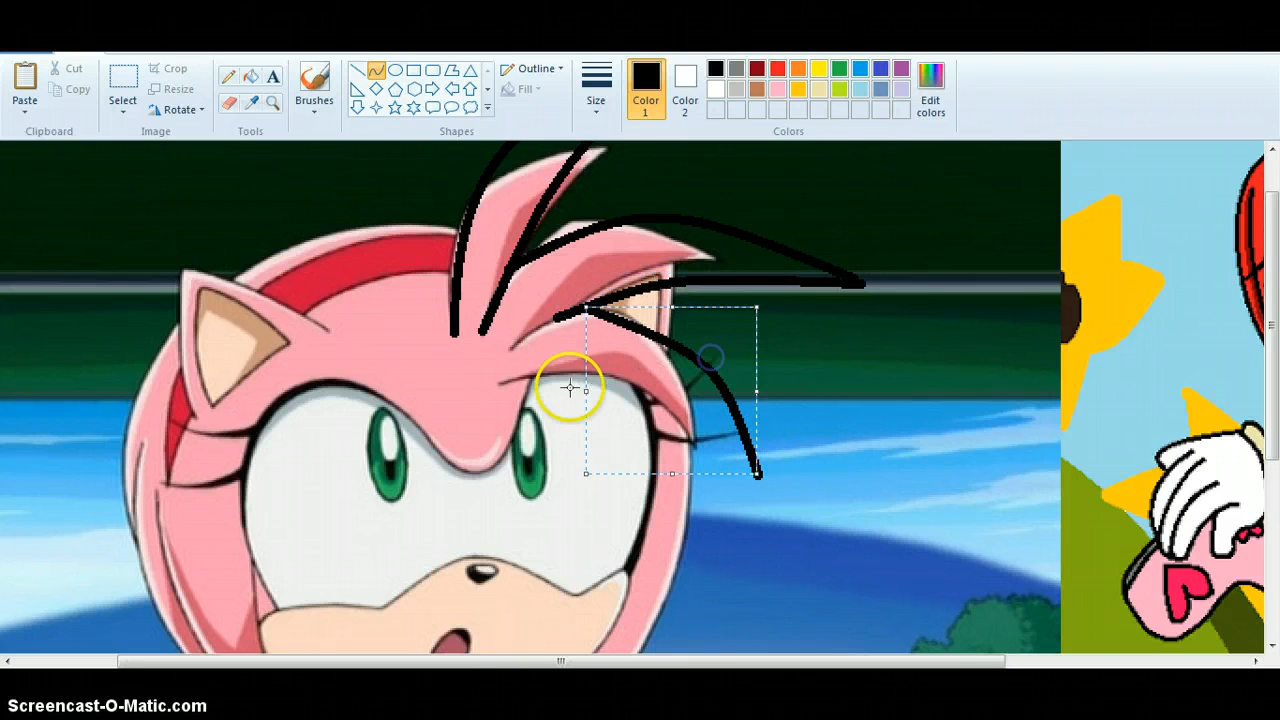 Cut
Crop
Outline
Copy
Resize
Fill
Paste
Select
Rotate
Brushes
Size
Color
1
Color
2
Edit
colors
A
Clipboard
Image
Tools
Shapes
Colors
Screencast-O-Matic.com